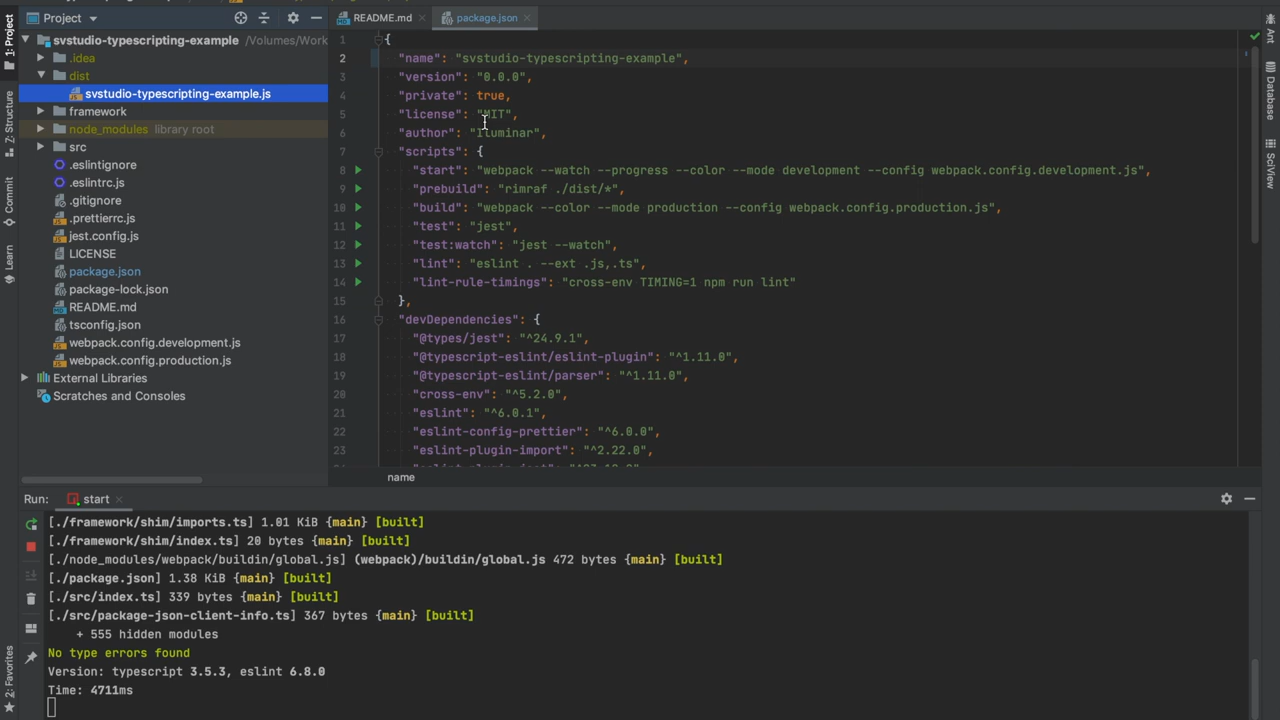 Project
README.md
package.json
1: Project
Z: Structure
Commit
Learn
2: Favorites
Ant
Database
SciView
svstudio-typescripting-example /Volumes/Work
.idea
dist
svstudio-typescripting-example.js
framework
node_modules library root
src
.eslintignore
.eslintrc.js
.gitignore
.prettierrc.js
jest.config.js
LICENSE
package.json
package-lock.json
README.md
tsconfig.json
webpack.config.development.js
webpack.config.production.js
External Libraries
Scratches and Consoles
1 {
2 "name": "svstudio-typescripting-example",
3 "version": "0.0.0",
4 "private": true,
5 "license": "MIT",
6 "author": "Iluminar",
7 "scripts": {
8 "start": "webpack --watch --progress --color --mode development --config webpack.config.development.js",
9 "prebuild": "rimraf ./dist/*",
10 "build": "webpack --color --mode production --config webpack.config.production.js",
11 "test": "jest",
12 "test:watch": "jest --watch",
13 "lint": "eslint . --ext .js,.ts",
14 "lint-rule-timings": "cross-env TIMING=1 npm run lint"
15 },
16 "devDependencies": {
17 "@types/jest": "^24.9.1",
18 "@typescript-eslint/eslint-plugin": "^1.11.0",
19 "@typescript-eslint/parser": "^1.11.0",
20 "cross-env": "^5.2.0",
21 "eslint": "^6.0.1",
22 "eslint-config-prettier": "^6.0.0",
23 "eslint-plugin-import": "^2.22.0",
name
Run: start
[./framework/shim/imports.ts] 1.01 KiB {main} [built]
[./framework/shim/index.ts] 20 bytes {main} [built]
[./node_modules/webpack/buildin/global.js] (webpack)/buildin/global.js 472 bytes {main} [built]
[./package.json] 1.38 KiB {main} [built]
[./src/index.ts] 339 bytes {main} [built]
[./src/package-json-client-info.ts] 367 bytes {main} [built]
+ 555 hidden modules
No type errors found
Version: typescript 3.5.3, eslint 6.8.0
Time: 4711ms